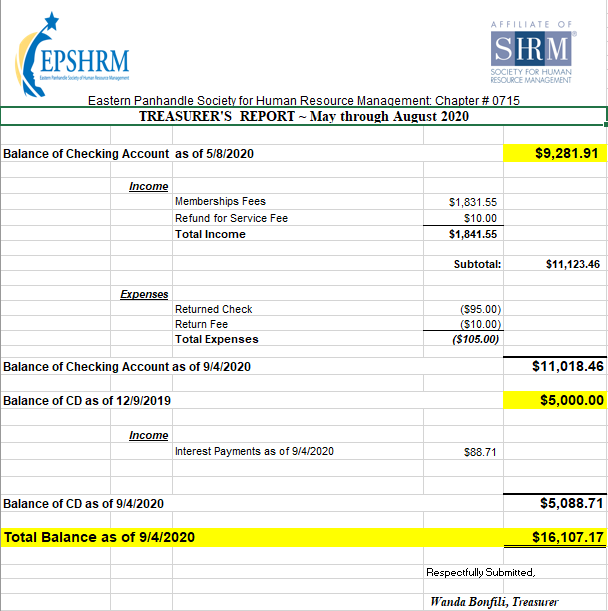 EPSHRM
Eastern Panhandle Society of Human Resource Management
AFFILIATE OF
SHRM®
SOCIETY FOR HUMAN
RESOURCE MANAGEMENT
Eastern Panhandle Society for Human Resource Management: Chapter # 0715
TREASURER'S REPORT ~ May through August 2020
Balance of Checking Account as of 5/8/2020 $9,281.91
Income
Memberships Fees $1,831.55
Refund for Service Fee $10.00
Total Income $1,841.55
Subtotal: $11,123.46
Expenses
Returned Check ($95.00)
Return Fee ($10.00)
Total Expenses ($105.00)
Balance of Checking Account as of 9/4/2020 $11,018.46
Balance of CD as of 12/9/2019 $5,000.00
Income
Interest Payments as of 9/4/2020 $88.71
Balance of CD as of 9/4/2020 $5,088.71
Total Balance as of 9/4/2020 $16,107.17
Respectfully Submitted,
Wanda Bonfili, Treasurer